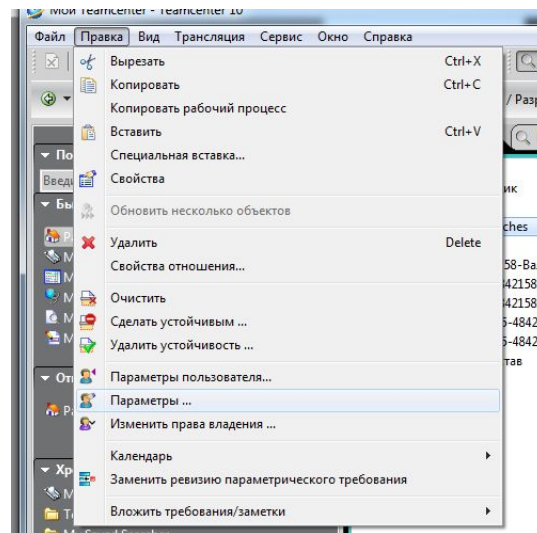 Мой Teamcenter - Teamcenter 10
Файл Правка Вид Трансляция Сервис Окно Справка
Вырезать Ctrl+X
Копировать Ctrl+C
Копировать рабочий процесс
Вставить Ctrl+V
Специальная вставка...
Свойства
Обновить несколько объектов
Удалить Delete
Свойства отношения...
Очистить
Сделать устойчивым ...
Удалить устойчивость ...
Параметры пользователя...
Параметры ...
Изменить права владения ...
Календарь
Заменить ревизию параметрического требования
Вложить требования/заметки